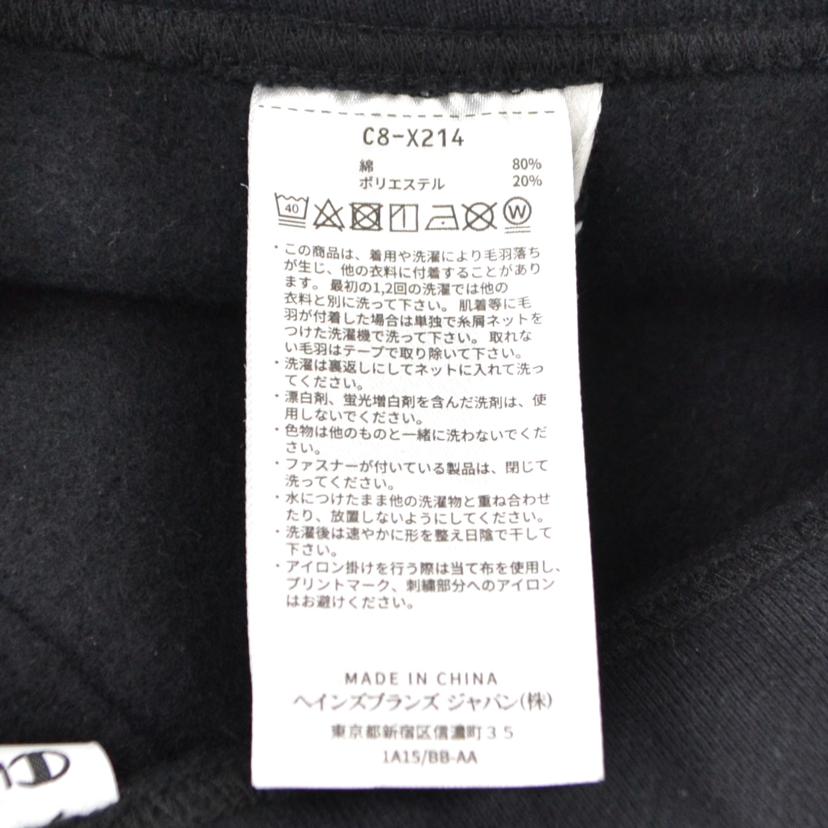 C8-X214
綿 80%
ポリエステル 20%
40 W
・この商品は、着用や洗濯により毛羽落ち
が生じ、他の衣料に付着することがあり
ます。最初の1,2回の洗濯では他の
衣料と別に洗って下さい。肌着等に毛
羽が付着した場合は単独で糸屑ネットを
つけた洗濯機で洗って下さい。取れな
い毛羽はテープで取り除いて下さい。
・洗濯は裏返しにしてネットに入れて洗っ
てください。
・漂白剤、蛍光増白剤を含んだ洗剤は、使
用しないでください。
・色物は他のものと一緒に洗わないでくだ
さい。
・ファスナーが付いている製品は、閉じて
洗ってください。
・水につけたまま他の洗濯物と重ね合わせ
たり、放置しないようにしてください。
・洗濯後は速やかに形を整え日陰で干して
下さい。
・アイロン掛けを行う際は当て布を使用し、
プリントマーク、刺繍部分へのアイロン
はお避けください。
MADE IN CHINA
ヘインズブランズ ジャパン(株)
東京都新宿区信濃町３５
1A15/BB-AA